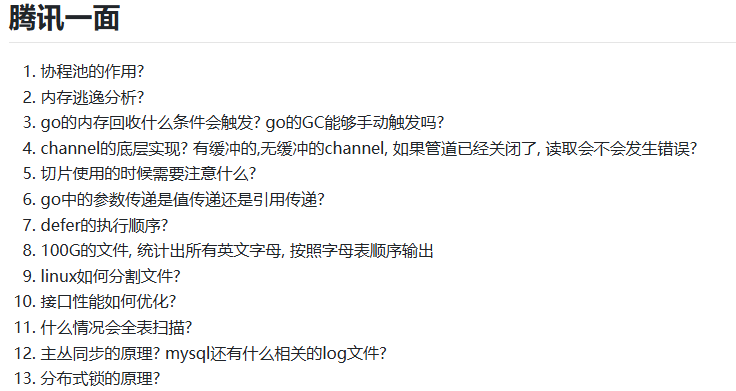 腾讯一面
1. 协程池的作用?
2. 内存逃逸分析?
3. go的内存回收什么条件会触发? go的GC能够手动触发吗?
4. channel的底层实现? 有缓冲的,无缓冲的channel, 如果管道已经关闭了, 读取会不会发生错误?
5. 切片使用的时候需要注意什么?
6. go中的参数传递是值传递还是引用传递?
7. defer的执行顺序?
8. 100G的文件, 统计出所有英文字母, 按照字母表顺序输出
9. linux如何分割文件?
10. 接口性能如何优化?
11. 什么情况会全表扫描?
12. 主丛同步的原理? mysql还有什么相关的log文件?
13. 分布式锁的原理?